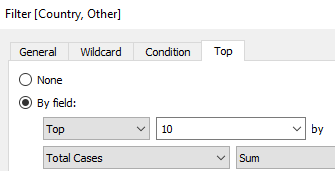 Filter [Country, Other]
General Wildcard Condition Top
None
By field:
Top 10 by
Total Cases Sum